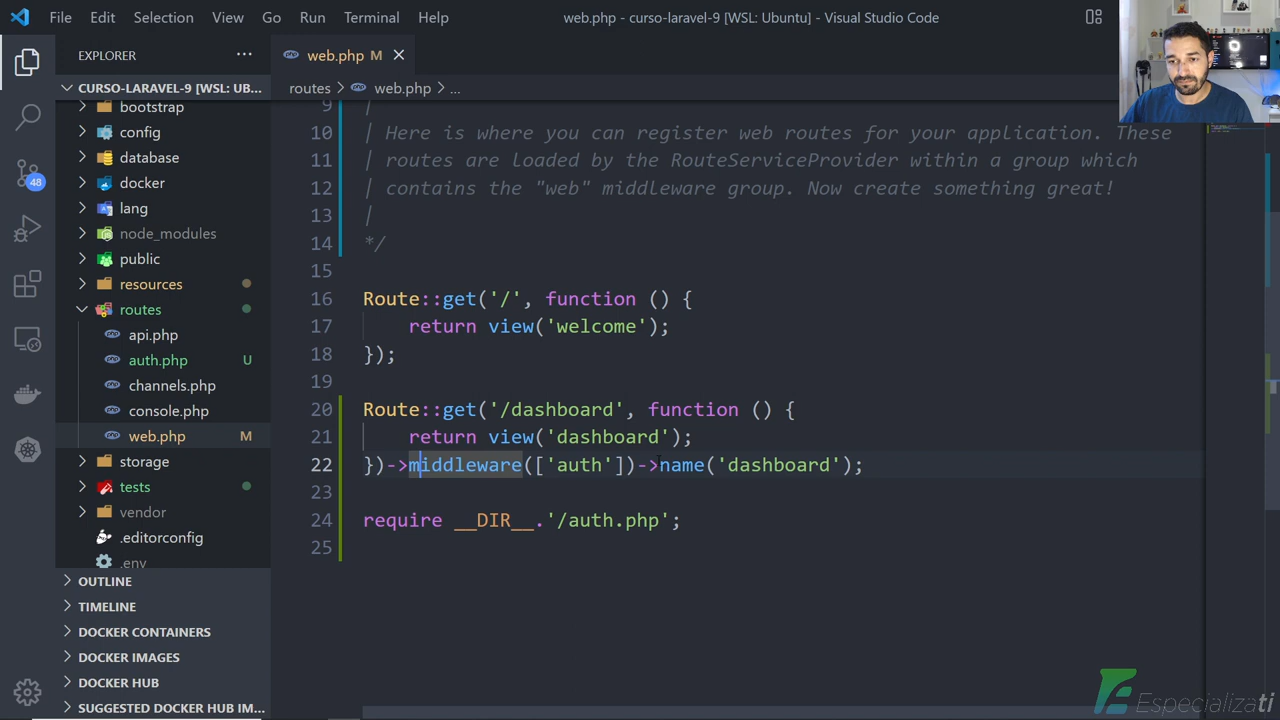 File Edit Selection View Go Run Terminal Help
web.php - curso-laravel-9 [WSL: Ubuntu] - Visual Studio Code
EXPLORER ...
web.php M
CURSO-LARAVEL-9 [WSL: UB...
routes > web.php > ...
bootstrap
config
database
docker
lang
node_modules
public
resources
routes
api.php
auth.php U
channels.php
console.php
web.php M
storage
tests
vendor
.editorconfig
.env
OUTLINE
TIMELINE
DOCKER CONTAINERS
DOCKER IMAGES
DOCKER HUB
SUGGESTED DOCKER HUB IM...
48
9 |
10 | Here is where you can register web routes for your application. These
11 | routes are loaded by the RouteServiceProvider within a group which
12 | contains the "web" middleware group. Now create something great!
13 |
14 */
15
16 Route::get('/', function () {
17 return view('welcome');
18 });
19
20 Route::get('/dashboard', function () {
21 return view('dashboard');
22 })->middleware(['auth'])->name('dashboard');
23
24 require __DIR__.'/auth.php';
25
EspecializaTi